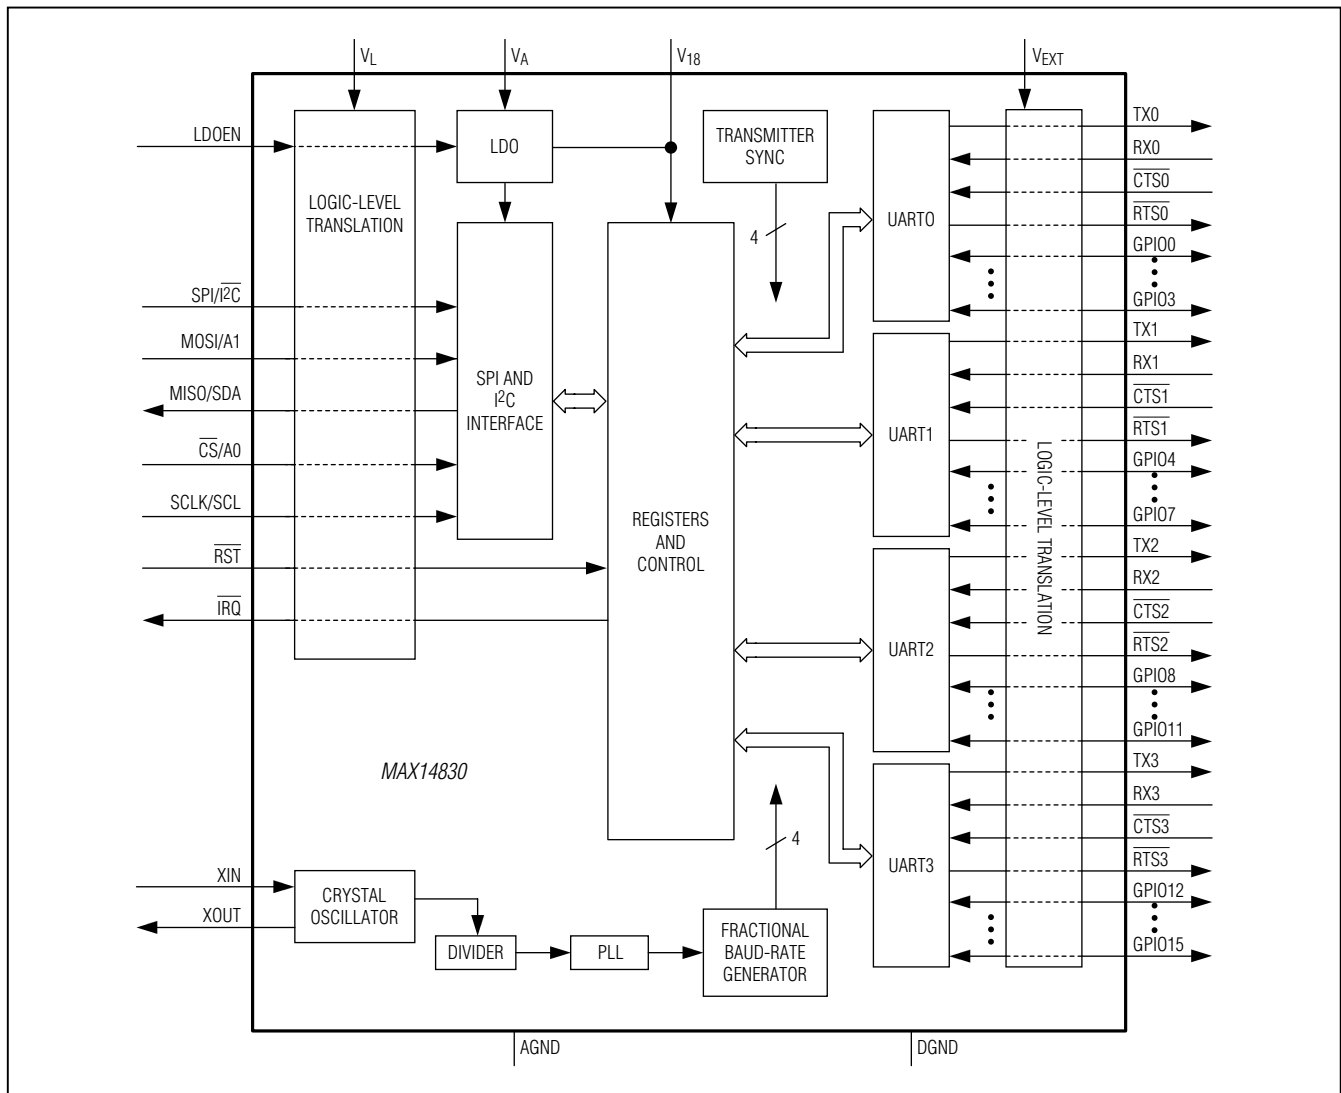 VL
VA
V18
VEXT
LDOEN
LOGIC-LEVEL
TRANSLATION
LDO
TRANSMITTER
SYNC
4
SPI/I2C
MOSI/A1
MISO/SDA
CS/A0
SCLK/SCL
RST
IRQ
SPI AND
I2C
INTERFACE
REGISTERS
AND
CONTROL
UART0
UART1
UART2
UART3
LOGIC-LEVEL TRANSLATION
TX0
RX0
CTS0
RTS0
GPIO0
GPIO3
TX1
RX1
CTS1
RTS1
GPIO4
GPIO7
TX2
RX2
CTS2
RTS2
GPIO8
GPIO11
TX3
RX3
CTS3
RTS3
GPIO12
GPIO15
MAX14830
4
XIN
XOUT
CRYSTAL
OSCILLATOR
DIVIDER
PLL
FRACTIONAL
BAUD-RATE
GENERATOR
AGND
DGND